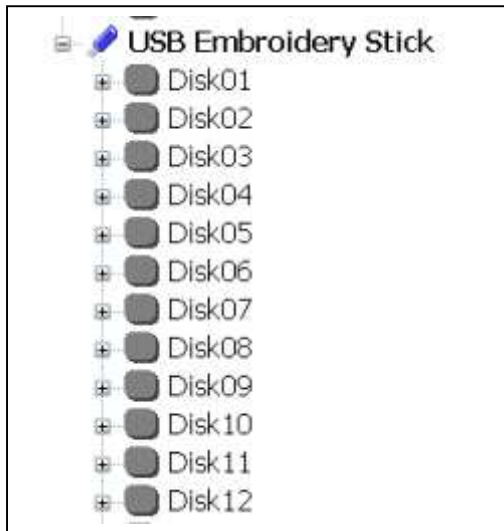 USB Embroidery Stick
Disk01
Disk02
Disk03
Disk04
Disk05
Disk06
Disk07
Disk08
Disk09
Disk10
Disk11
Disk12